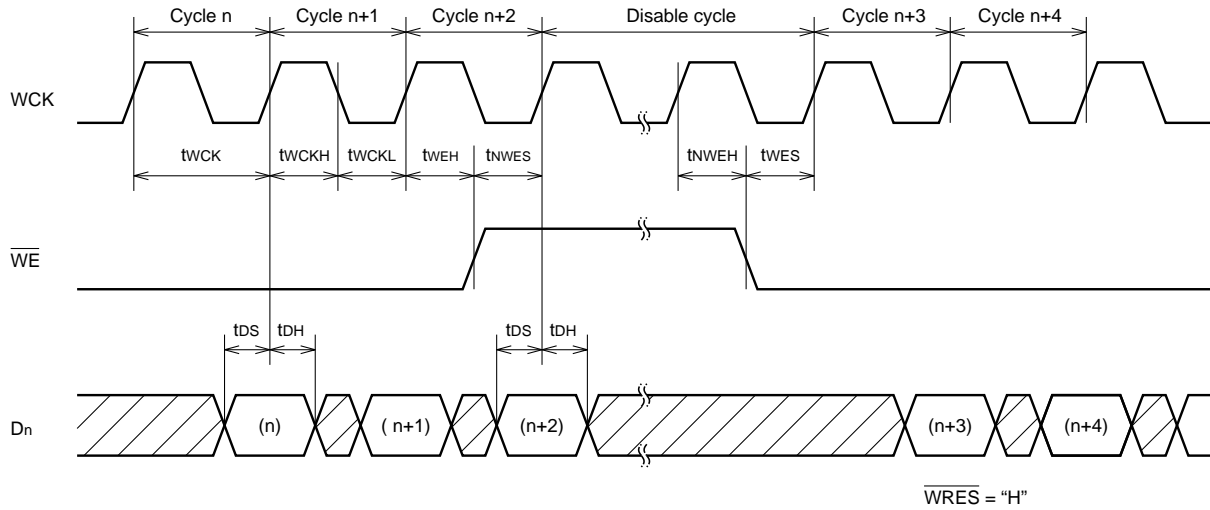 Cycle n Cycle n+1 Cycle n+2 Disable cycle Cycle n+3 Cycle n+4
WCK
tWCK tWCKH tWCKL tWEH tNWES tNWEH tWES
WE
tDS tDH tDS tDH
Dn (n) ( n+1) (n+2) (n+3) (n+4)
WRES = “H”